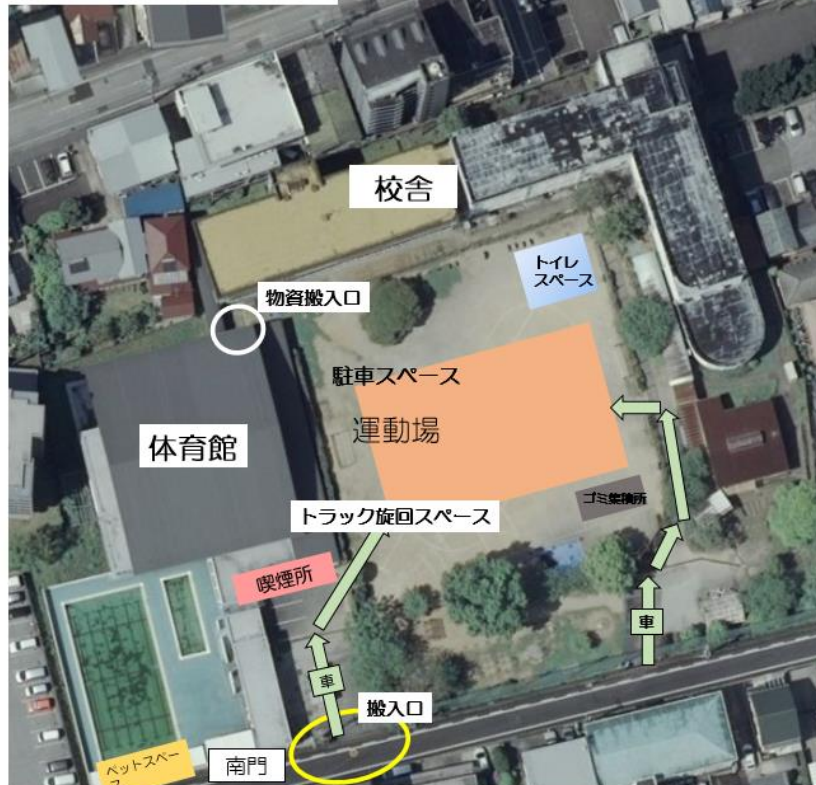 校舎
トイレ
スペース
物資搬入口
駐車スペース
運動場
体育館
ゴミ集積所
トラック旋回スペース
喫煙所
車
車
搬入口
ペットスペー
ス
南門